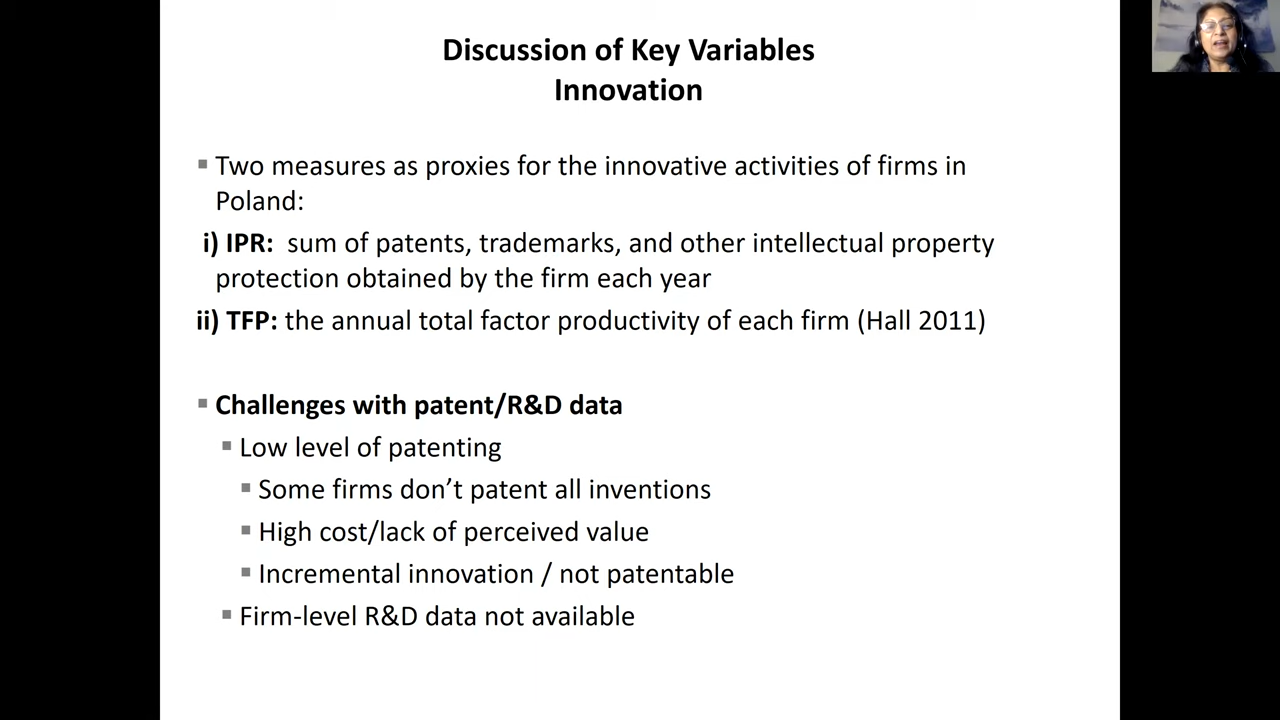 Discussion of Key Variables
Innovation
▪ Two measures as proxies for the innovative activities of firms in
Poland:
i) IPR: sum of patents, trademarks, and other intellectual property
protection obtained by the firm each year
ii) TFP: the annual total factor productivity of each firm (Hall 2011)
▪ Challenges with patent/R&D data
▪ Low level of patenting
▪ Some firms don’t patent all inventions
▪ High cost/lack of perceived value
▪ Incremental innovation / not patentable
▪ Firm-level R&D data not available